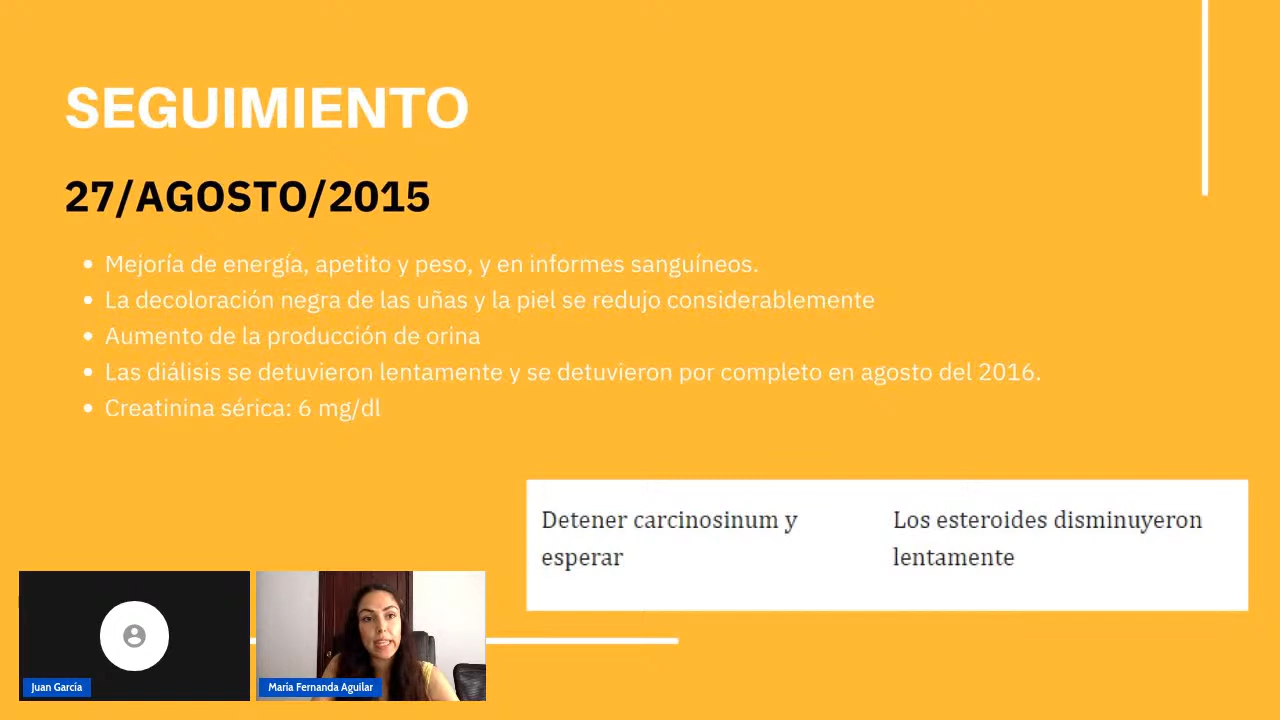 SEGUIMIENTO
27/AGOSTO/2015
Mejoría de energía, apetito y peso, y en informes sanguíneos.
La decoloración negra de las uñas y la piel se redujo considerablemente
Aumento de la producción de orina
Las diálisis se detuvieron lentamente y se detuvieron por completo en agosto del 2016.
Creatinina sérica: 6 mg/dl
Detener carcinosinum y
esperar
Los esteroides disminuyeron
lentamente
Juan García
María Fernanda Aguilar